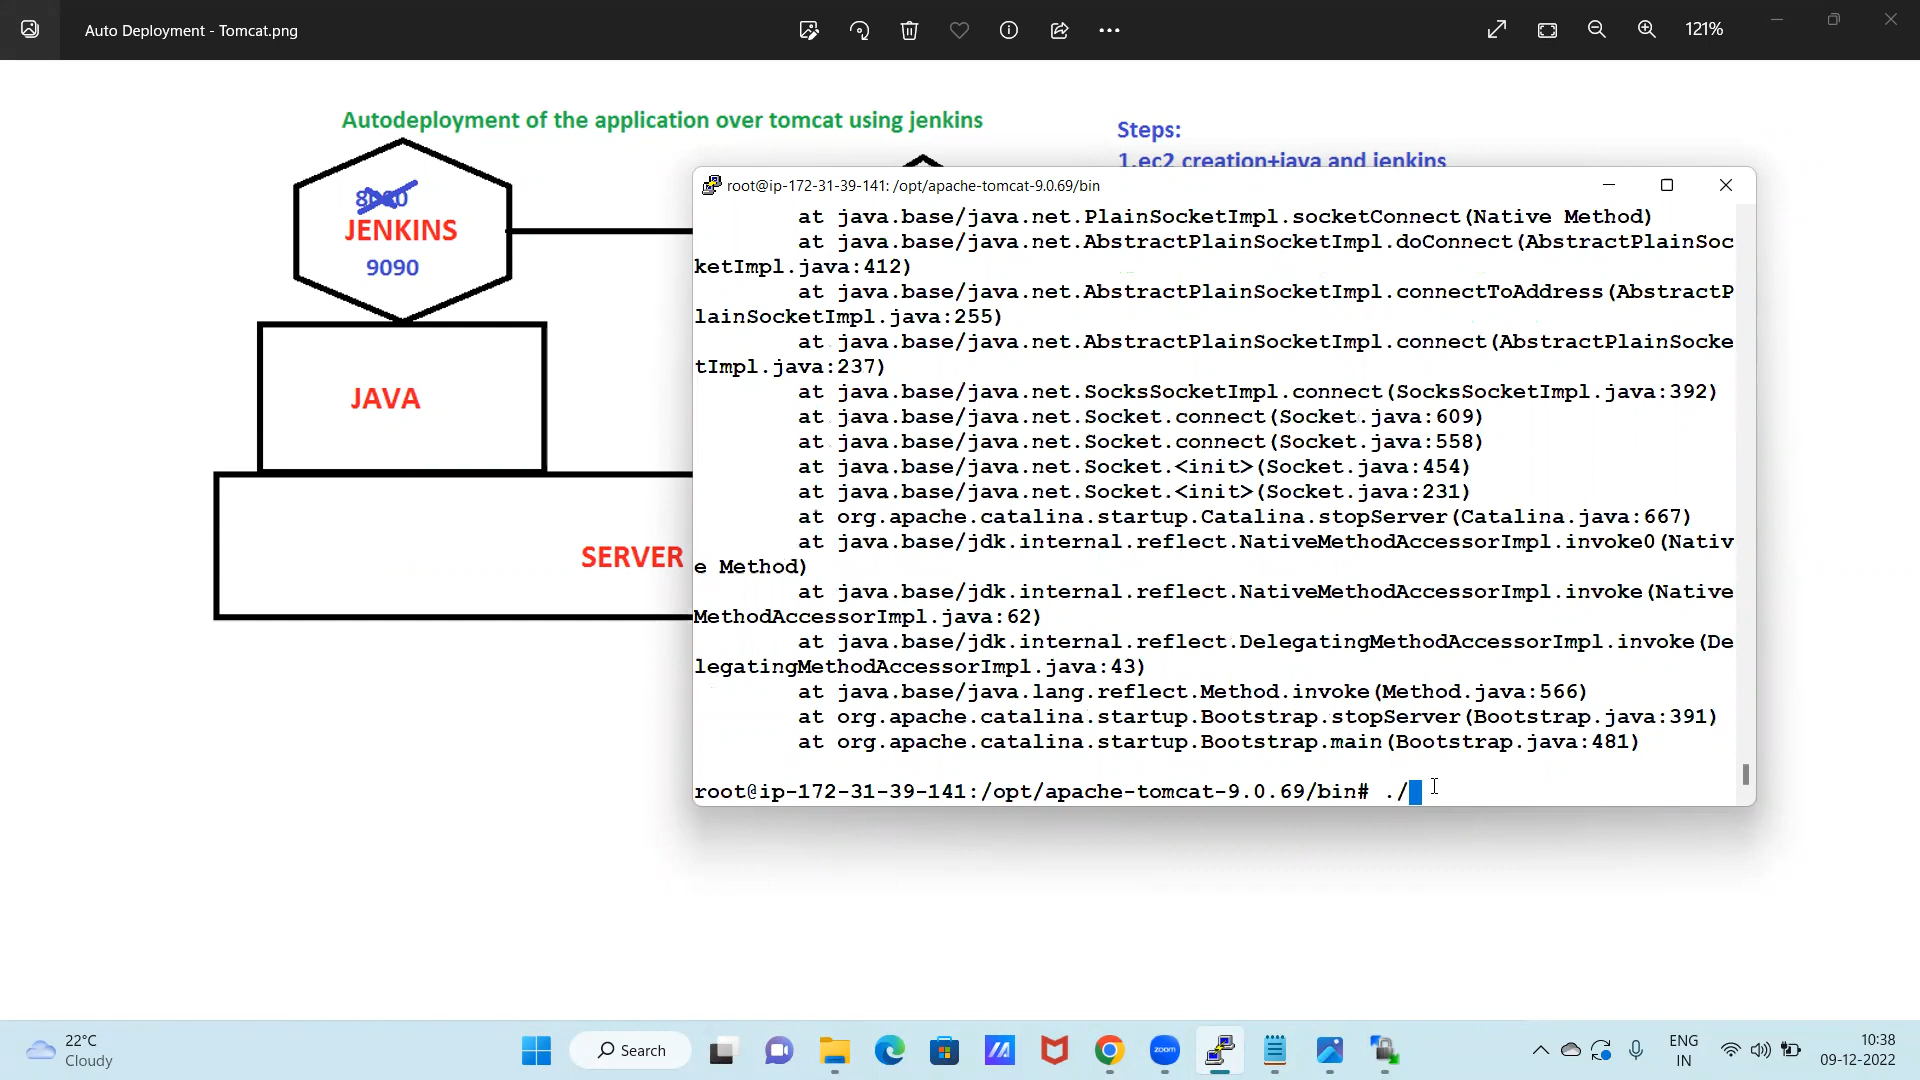 Auto Deployment - Tomcat.png
121%
Autodeployment of the application over tomcat using jenkins
Steps:
1.ec2 creation+java and jenkins
JENKINS
9090
JAVA
SERVER
root@ip-172-31-39-141: /opt/apache-tomcat-9.0.69/bin
at java.base/java.net.PlainSocketImpl.socketConnect(Native Method)
at java.base/java.net.AbstractPlainSocketImpl.doConnect(AbstractPlainSoc
ketImpl.java:412)
at java.base/java.net.AbstractPlainSocketImpl.connectToAddress(AbstractP
lainSocketImpl.java:255)
at java.base/java.net.AbstractPlainSocketImpl.connect(AbstractPlainSocke
tImpl.java:237)
at java.base/java.net.SocksSocketImpl.connect(SocksSocketImpl.java:392)
at java.base/java.net.Socket.connect(Socket.java:609)
at java.base/java.net.Socket.connect(Socket.java:558)
at java.base/java.net.Socket.<init>(Socket.java:454)
at java.base/java.net.Socket.<init>(Socket.java:231)
at org.apache.catalina.startup.Catalina.stopServer(Catalina.java:667)
at java.base/jdk.internal.reflect.NativeMethodAccessorImpl.invoke0(Nativ
e Method)
at java.base/jdk.internal.reflect.NativeMethodAccessorImpl.invoke(Native
MethodAccessorImpl.java:62)
at java.base/jdk.internal.reflect.DelegatingMethodAccessorImpl.invoke(De
legatingMethodAccessorImpl.java:43)
at java.base/java.lang.reflect.Method.invoke(Method.java:566)
at org.apache.catalina.startup.Bootstrap.stopServer(Bootstrap.java:391)
at org.apache.catalina.startup.Bootstrap.main(Bootstrap.java:481)
root@ip-172-31-39-141:/opt/apache-tomcat-9.0.69/bin# ./
22°C
Cloudy
Search
zoom
ENG
IN
10:38
09-12-2022